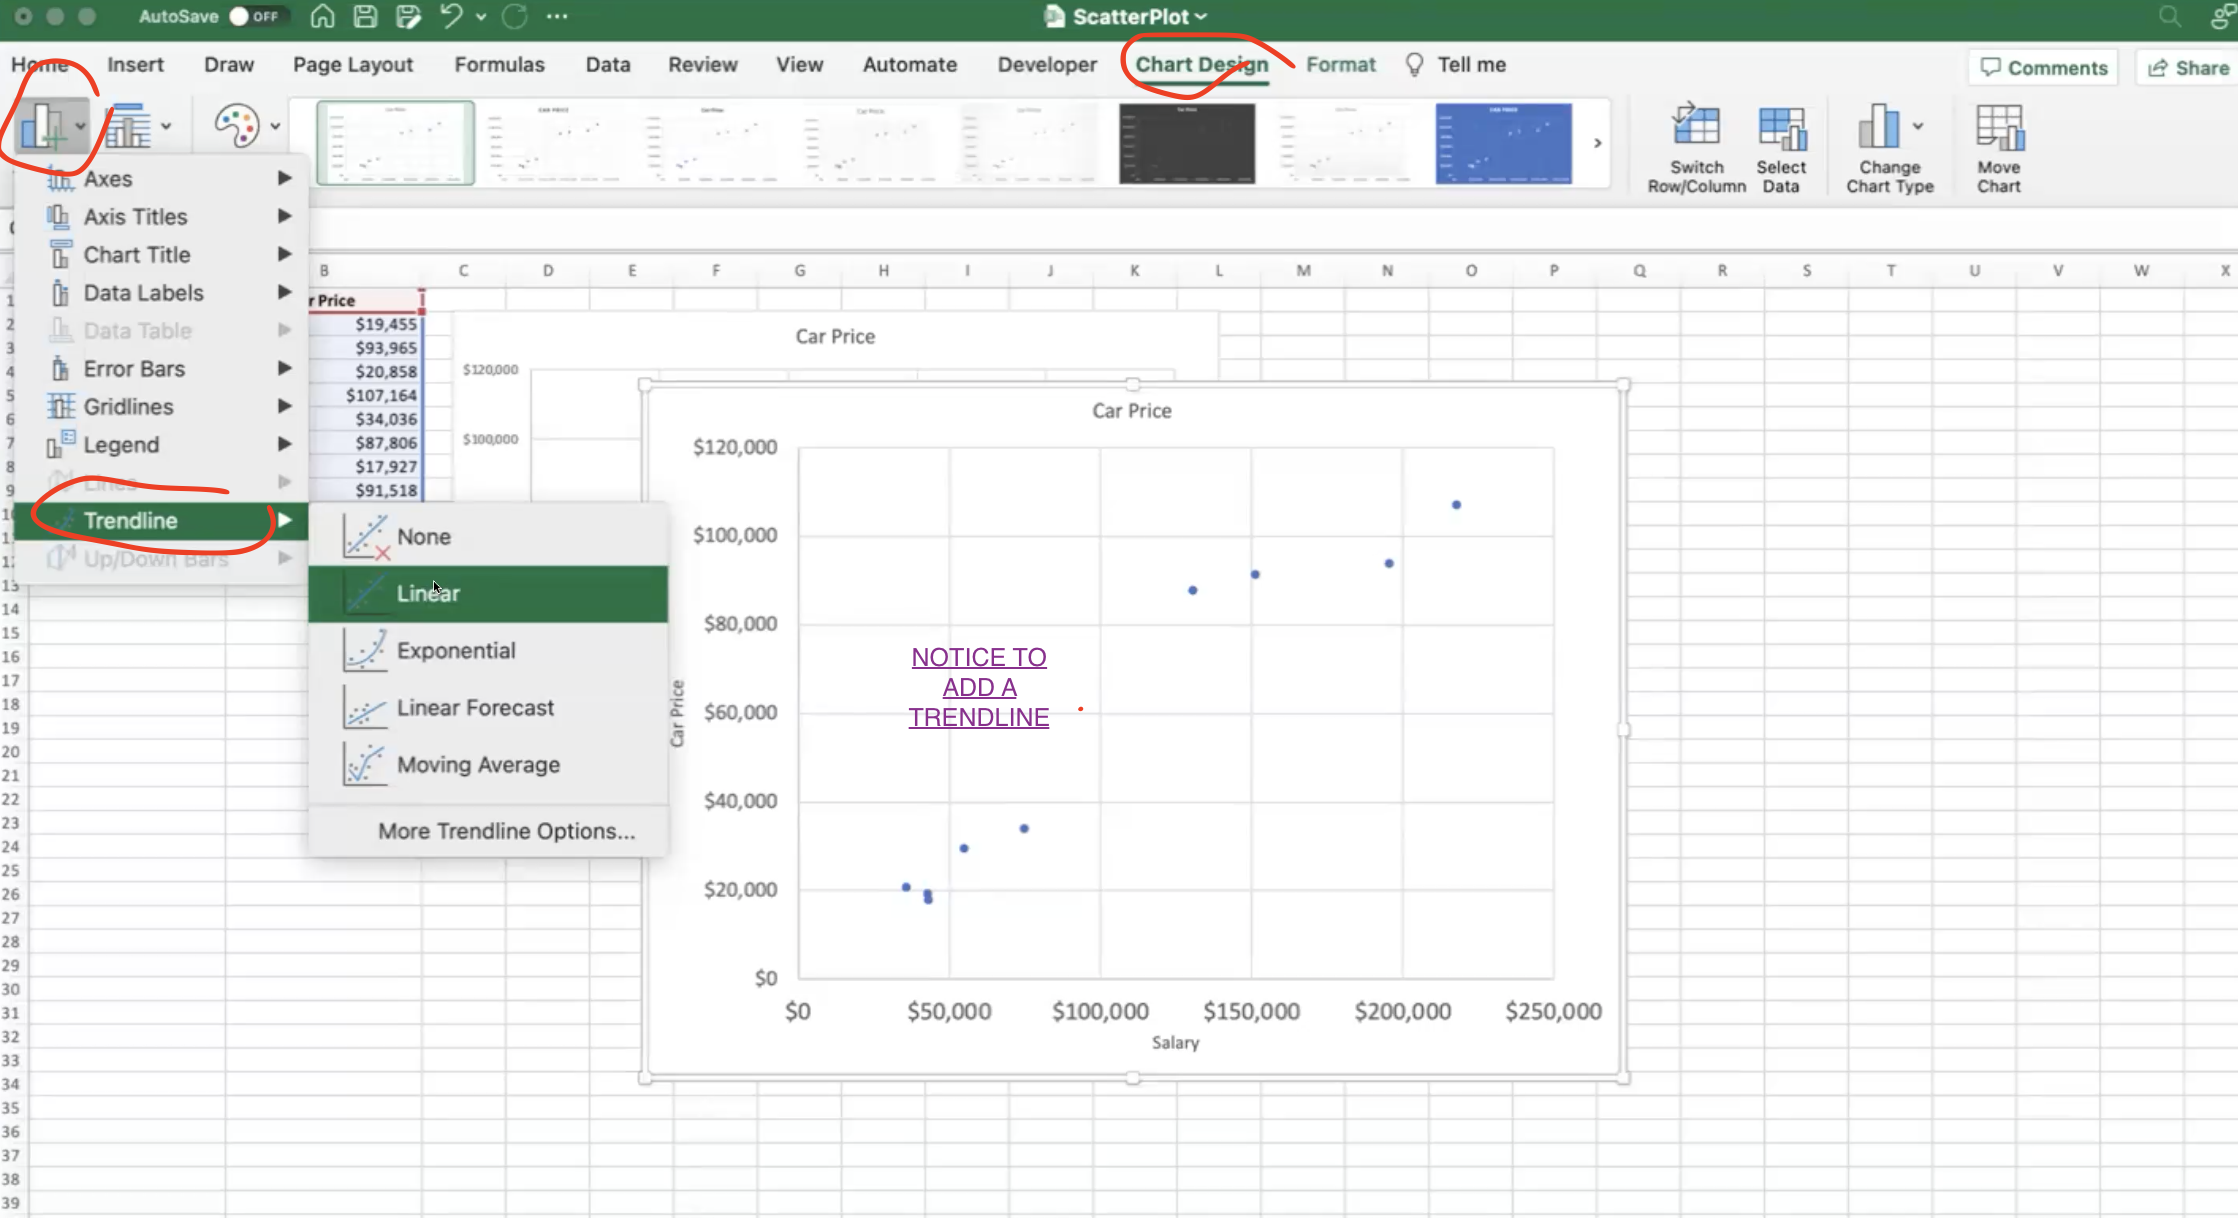 AutoSave OFF
ScatterPlot
Home Insert Draw Page Layout Formulas Data Review View Automate Developer Chart Design Format Tell me
Comments Share
Switch Row/Column
Select Data
Change Chart Type
Move Chart
Axes
Axis Titles
Chart Title
Data Labels
Data Table
Error Bars
Gridlines
Legend
Lines
Trendline
Up/Down Bars
None
Linear
Exponential
Linear Forecast
Moving Average
More Trendline Options...
B C D E F G H I J K L M N O P Q R S T U V W X
r Price
$19,455
$93,965
$20,858
$107,164
$34,036
$87,806
$17,927
$91,518
1
2
3
4
5
6
7
8
9
10
13
14
15
16
17
18
19
20
21
22
23
24
25
26
27
28
29
30
31
32
33
34
35
36
37
38
39
Car Price
$120,000
$100,000
Car Price
$120,000
$100,000
$80,000
$60,000
$40,000
$20,000
$0
Car Price
NOTICE TO
ADD A
TRENDLINE
$0 $50,000 $100,000 $150,000 $200,000 $250,000
Salary